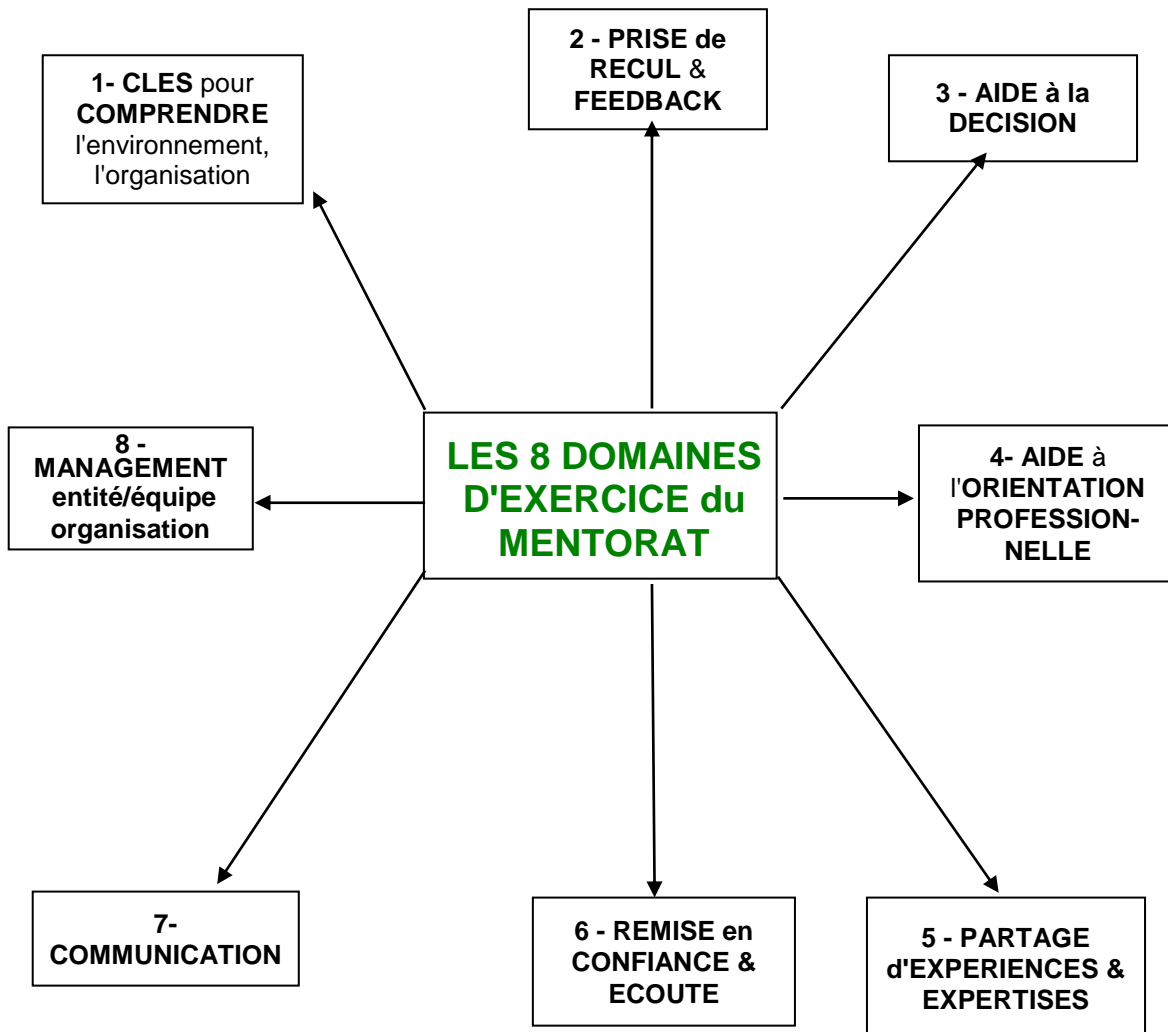 1- CLES pour
COMPRENDRE
l'environnement,
l'organisation
2 - PRISE de
RECUL &
FEEDBACK
3 - AIDE à la
DECISION
LES 8 DOMAINES
D'EXERCICE du
MENTORAT
4- AIDE à
l'ORIENTATION
PROFESSION-
NELLE
5 - PARTAGE
d'EXPERIENCES &
EXPERTISES
6 - REMISE en
CONFIANCE &
ECOUTE
7-
COMMUNICATION
8 -
MANAGEMENT
entité/équipe
organisation